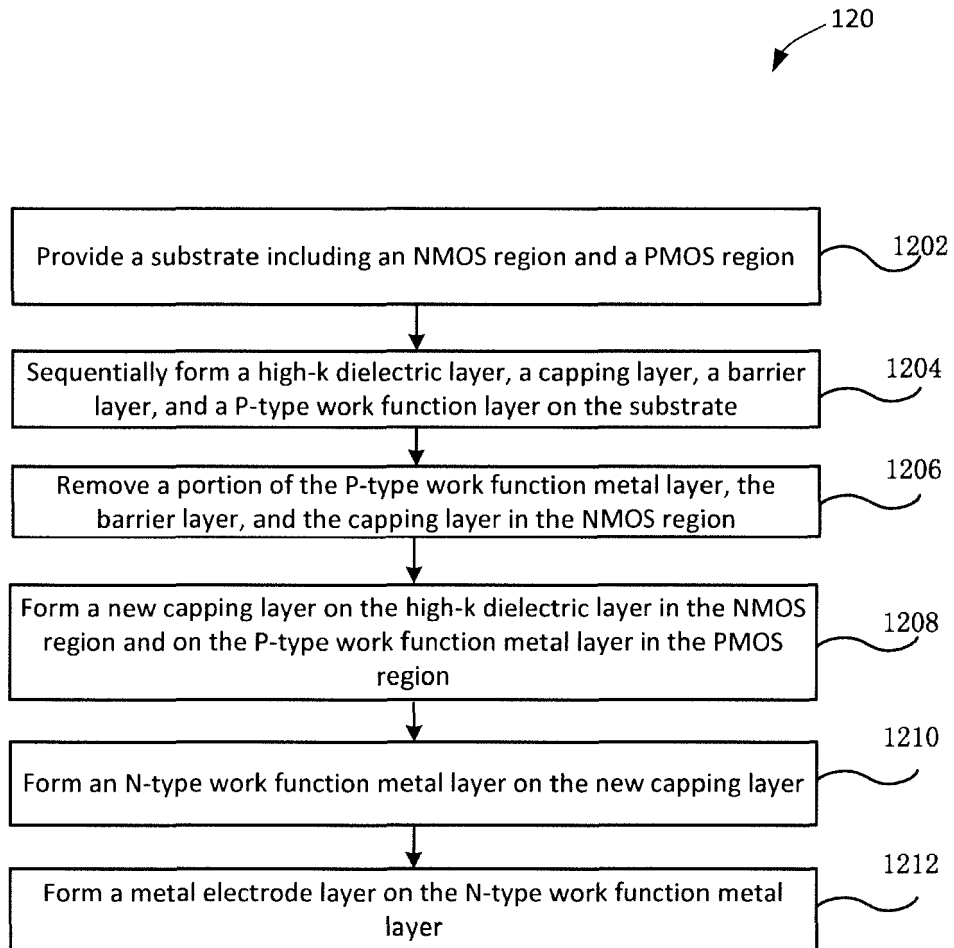 120
Provide a substrate including an NMOS region and a PMOS region
1202
Sequentially form a high-k dielectric layer, a capping layer, a barrier
layer, and a P-type work function layer on the substrate
1204
Remove a portion of the P-type work function metal layer, the
barrier layer, and the capping layer in the NMOS region
1206
Form a new capping layer on the high-k dielectric layer in the NMOS
region and on the P-type work function metal layer in the PMOS
region
1208
Form an N-type work function metal layer on the new capping layer
1210
Form a metal electrode layer on the N-type work function metal
layer
1212